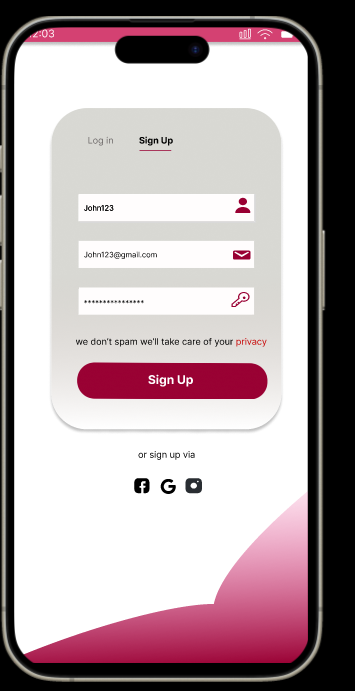 12:03
Log in Sign Up
John123
John123@gmail.com
****************
we don't spam we'll take care of your privacy
Sign Up
or sign up via